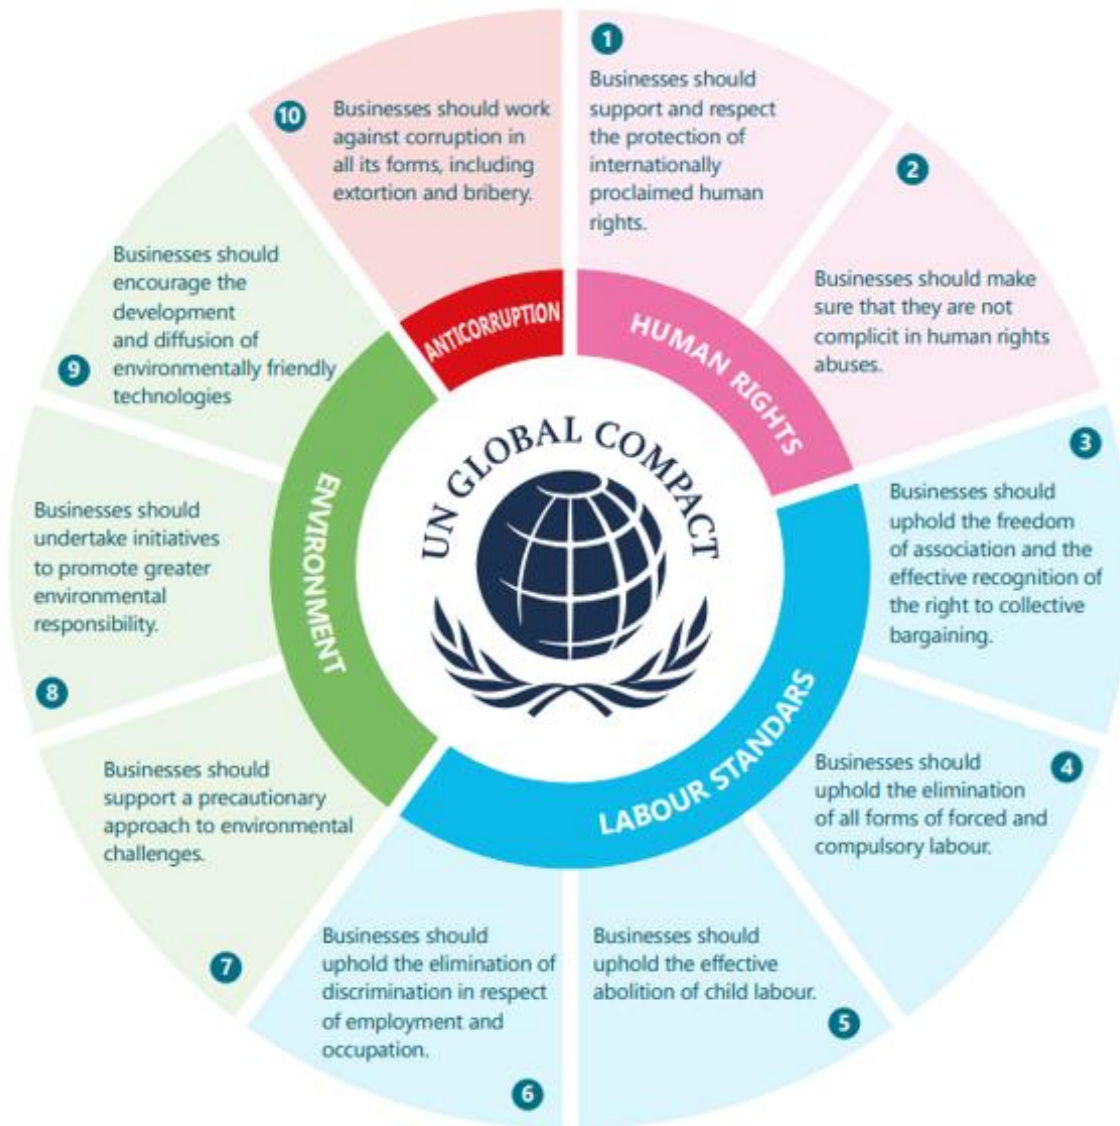 UN GLOBAL COMPACT
HUMAN RIGHTS
1
Businesses should
support and respect
the protection of
internationally
proclaimed human
rights.
2
Businesses should make
sure that they are not
complicit in human rights
abuses.
LABOUR STANDARS
3
Businesses should
uphold the freedom
of association and the
effective recognition of
the right to collective
bargaining.
4
Businesses should
uphold the elimination
of all forms of forced and
compulsory labour.
5
Businesses should
uphold the effective
abolition of child labour.
6
Businesses should
uphold the elimination of
discrimination in respect
of employment and
occupation.
ENVIRONMENT
7
Businesses should
support a precautionary
approach to environmental
challenges.
8
Businesses should
undertake initiatives
to promote greater
environmental
responsibility.
9
Businesses should
encourage the
development
and diffusion of
environmentally friendly
technologies
ANTICORRUPTION
10
Businesses should work
against corruption in
all its forms, including
extortion and bribery.